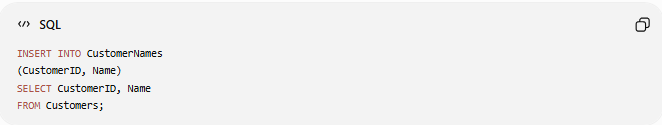 SQL
INSERT INTO CustomerNames
(CustomerID, Name)
SELECT CustomerID, Name
FROM Customers;